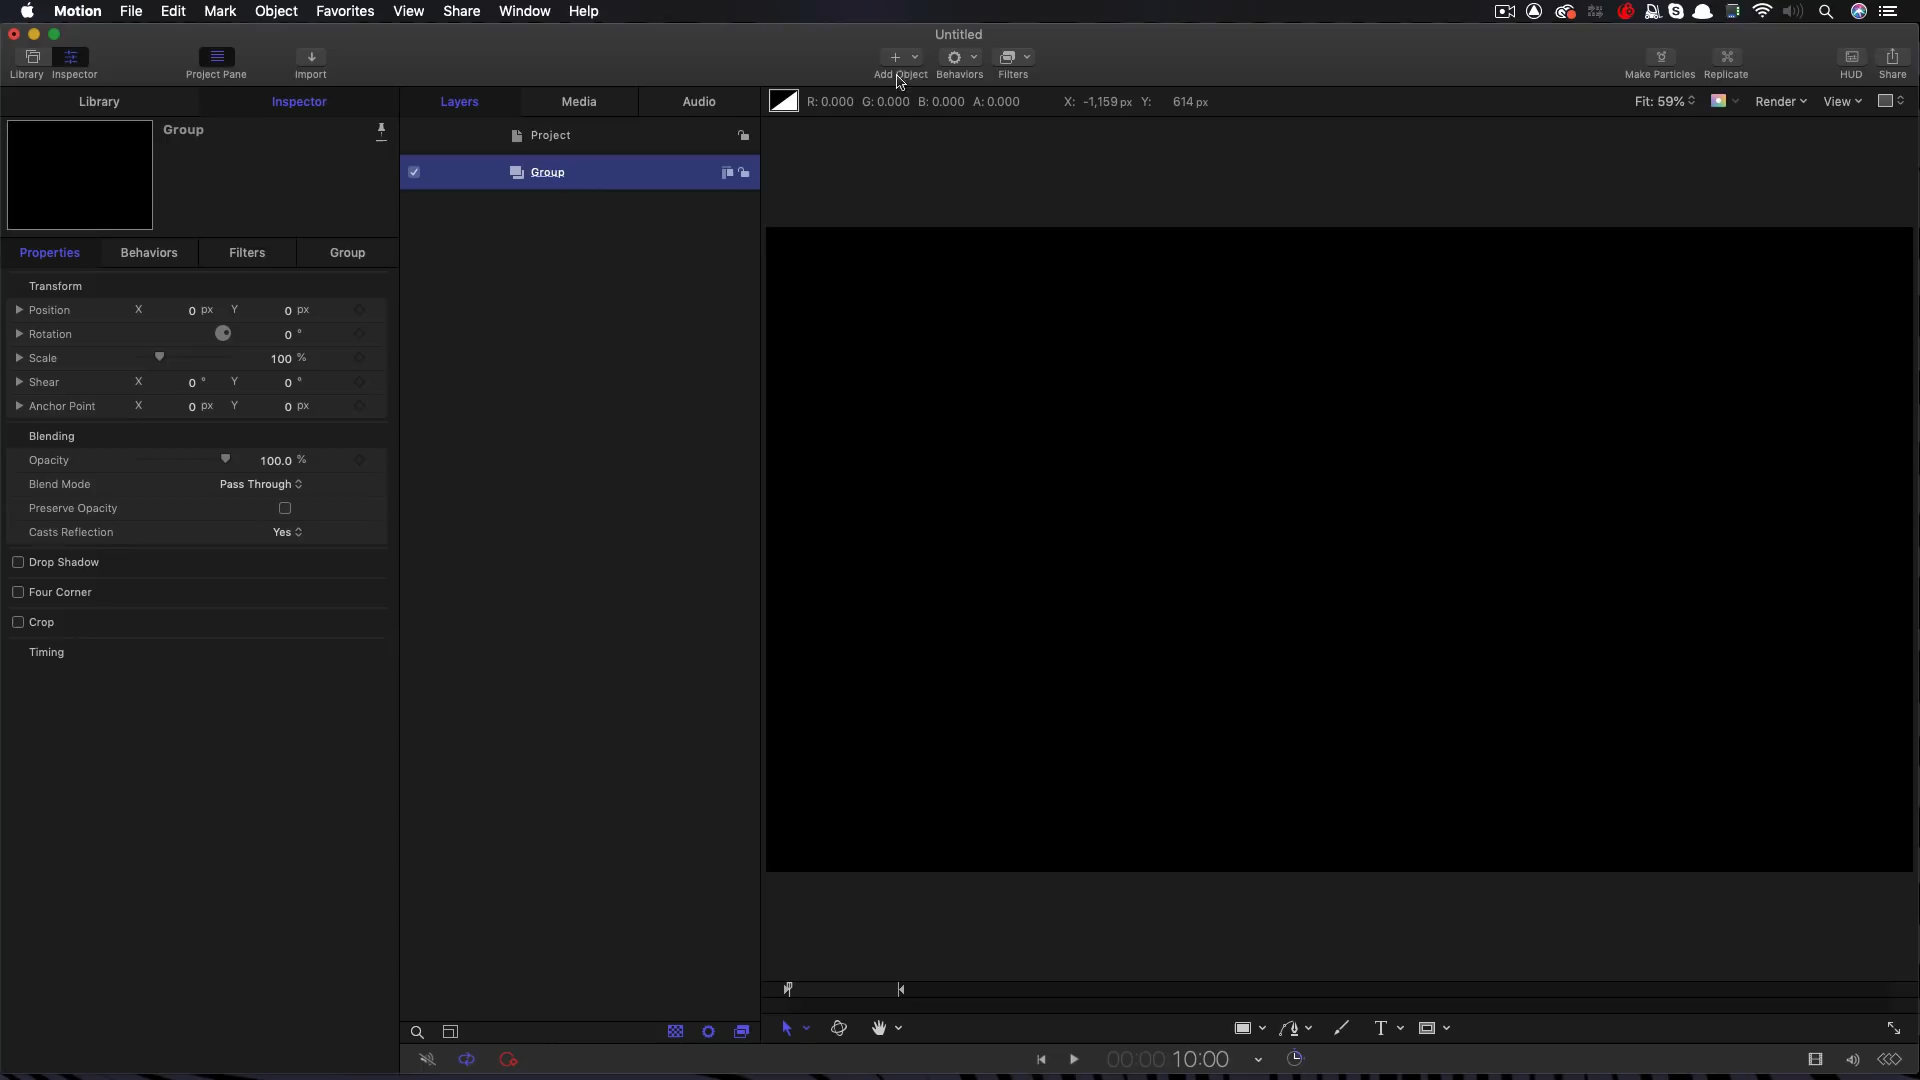 Motion File Edit Mark Object Favorites View Share Window Help
Untitled
Library Inspector Project Pane Import Add Object Behaviors Filters Make Particles Replicate HUD Share
Library Inspector Layers Media Audio R: 0.000 G: 0.000 B: 0.000 A: 0.000 X: -1,159 px Y: 614 px Fit: 59% Render View
Group
Project
Group
Properties Behaviors Filters Group
Transform
Position X 0 px Y 0 px
Rotation 0 °
Scale 100 %
Shear X 0 ° Y 0 °
Anchor Point X 0 px Y 0 px
Blending
Opacity 100.0 %
Blend Mode Pass Through
Preserve Opacity
Casts Reflection Yes
Drop Shadow
Four Corner
Crop
Timing
T
00:00 10:00